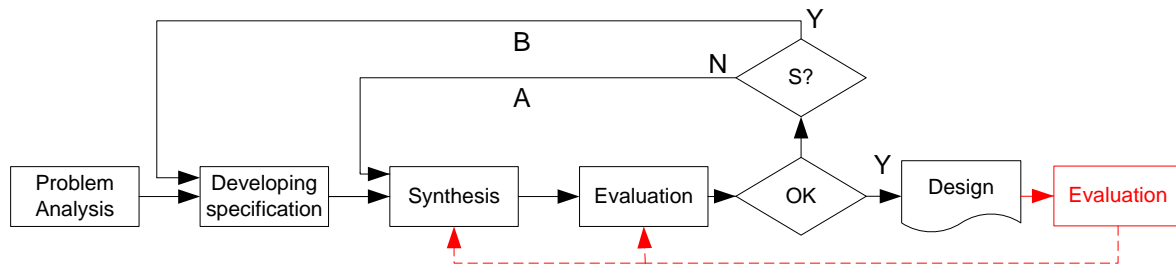 Y
B
N
S?
A
Problem
Analysis
Developing
specification
Synthesis
Evaluation
OK
Y
Design
Evaluation